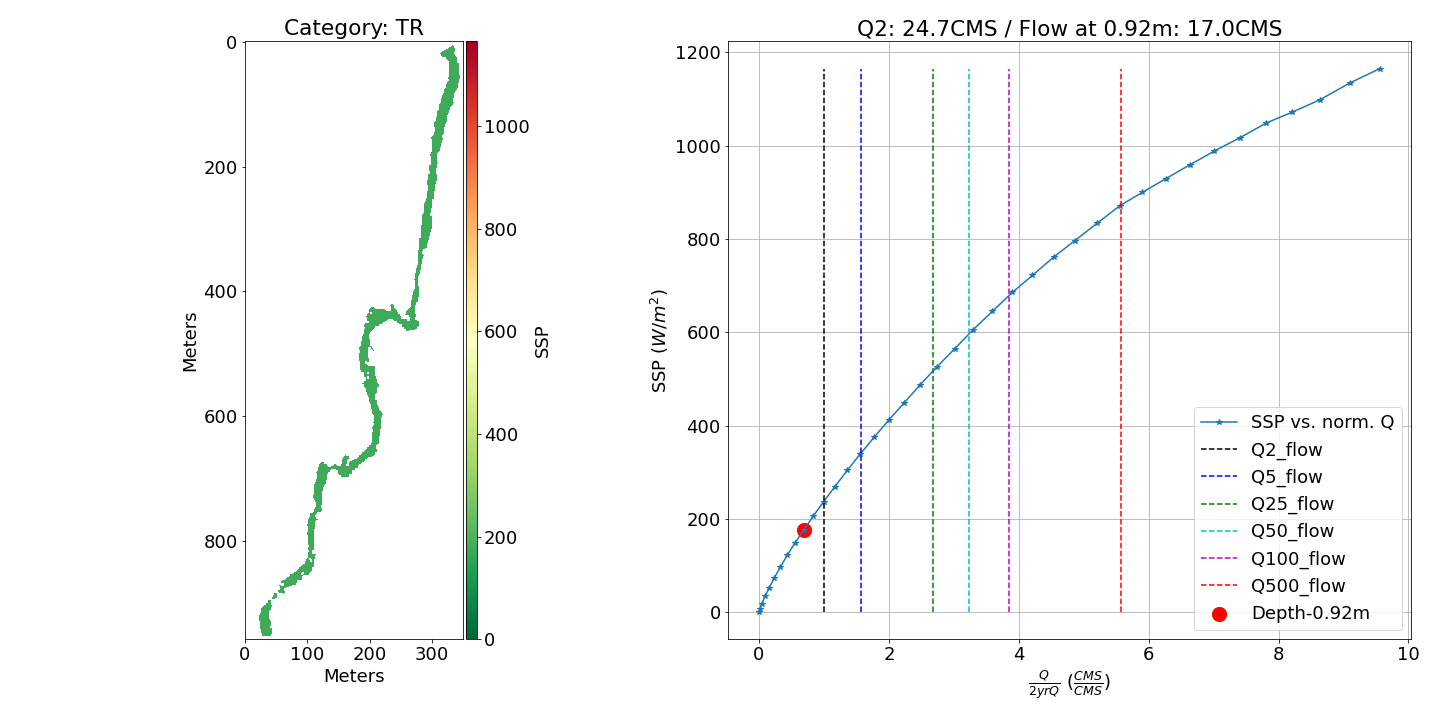 Category: TR
0
200
400
600
800
Meters
0
100
200
300
Meters
1000
800
600
400
200
0
SSP
Q2: 24.7CMS / Flow at 0.92m: 17.0CMS
1200
1000
800
600
400
200
0
SSP (W/m²)
0
2
4
6
8
10
Q/2yrQ (CMS/CMS)
SSP vs. norm. Q
Q2_flow
Q5_flow
Q25_flow
Q50_flow
Q100_flow
Q500_flow
Depth-0.92m